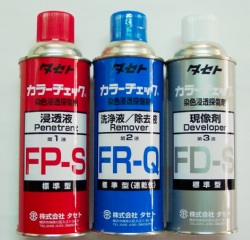 タセト
カラーチェック
染色浸透探傷剤
浸透液
Penetrant
第1液
FP-S
標準型
株式会社 タセト
タセト
カラーチェック
染色浸透探傷剤
洗浄液/除去液
Remover
第2液
FR-Q
標準型(速乾性)
株式会社 タセト
タセト
カラーチェック
染色浸透探傷剤
現像剤
Developer
第3液
FD-S
標準型
株式会社 タセト